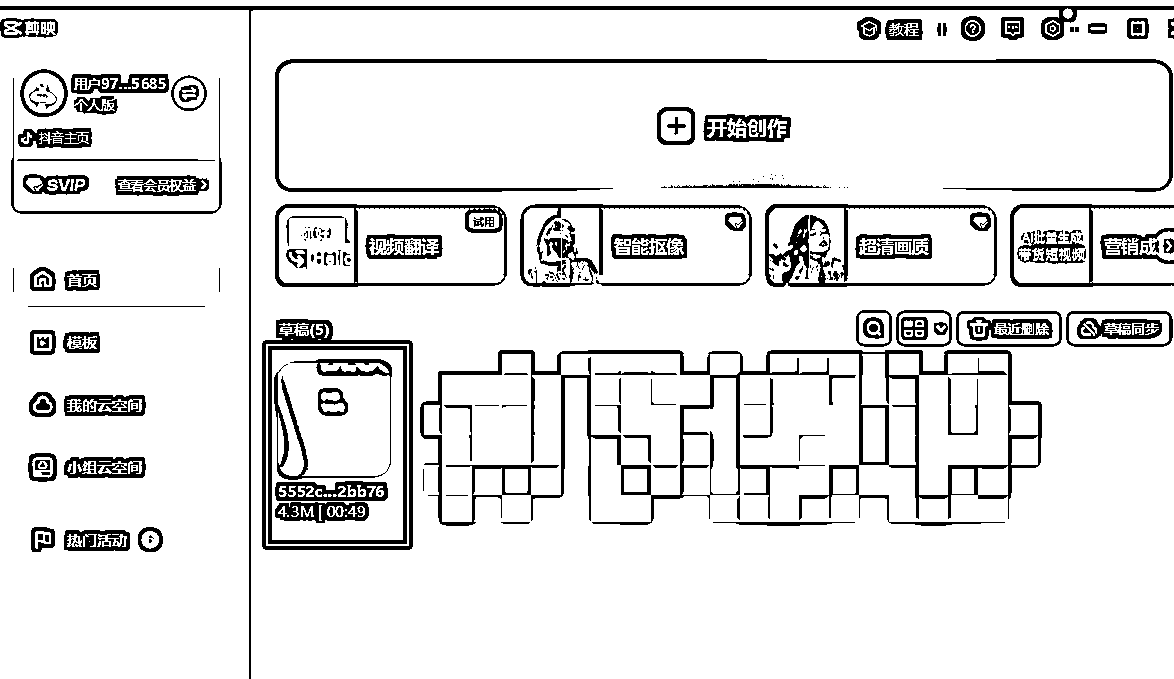 剪映
教程
用户97...5685
个人版
抖音主页
SVIP
查看会员权益
开始创作
试用
视频翻译
智能抠像
超清画质
AI批量生成
带货短视频
营销成
首页
模板
我的云空间
小组云空间
热门活动
草稿(5)
最近删除
草稿同步
5552c...2bb76
4.3M | 00:49